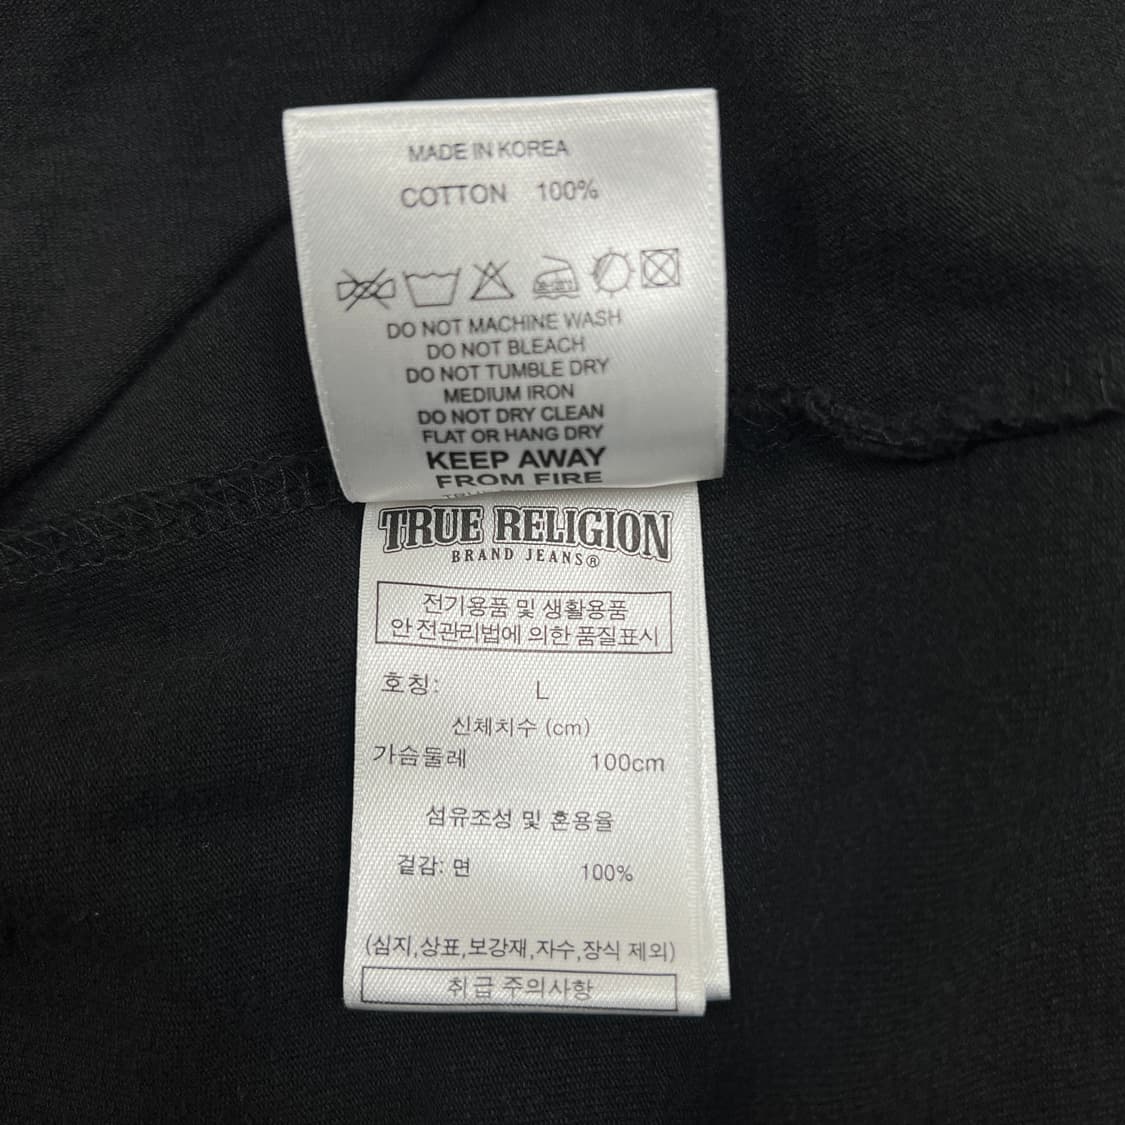 MADE IN KOREA
COTTON 100%
DO NOT MACHINE WASH
DO NOT BLEACH
DO NOT TUMBLE DRY
MEDIUM IRON
DO NOT DRY CLEAN
FLAT OR HANG DRY
KEEP AWAY
FROM FIRE
TRUE RELIGION
BRAND JEANS®
전기용품 및 생활용품
안전관리법에 의한 품질표시
호칭: L
신체치수 (cm)
가슴둘레 100cm
섬유조성 및 혼용율
겉감: 면 100%
(심지,상표,보강재,자수,장식 제외)
취급 주의사항